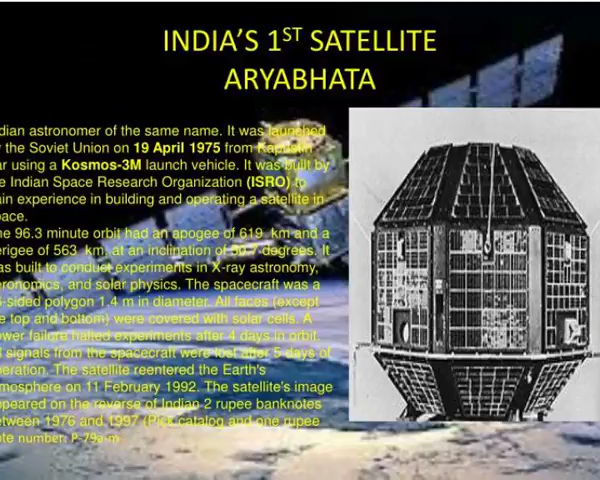 INDIA'S 1ST SATELLITE
ARYABHATA
dian astronomer of the same name. It was launched
the Soviet Union on 19 April 1975 from Kapustin
ar using a Kosmos-3M launch vehicle. It was built by
e Indian Space Research Organization (ISRO) to
ain experience in building and operating a satellite in
pace.
he 96.3 minute orbit had an apogee of 619 km and a
erigee of 563 km, at an inclination of 50.7 degrees. It
as built to conduct experiments in X-ray astronomy,
eronomics, and solar physics. The spacecraft was a
-sided polygon 1.4 m in diameter. All faces (except
e top and bottom) were covered with solar cells. A
ower failure halted experiments after 4 days in orbit.
l signals from the spacecraft were lost after 5 days of
peration. The satellite reentered the Earth's
mosphere on 11 February 1992. The satellite's image
ppeared on the reverse of Indian 2 rupee banknotes
etween 1976 and 1997 (Pick catalog and one rupee
ote number: P-79a-m